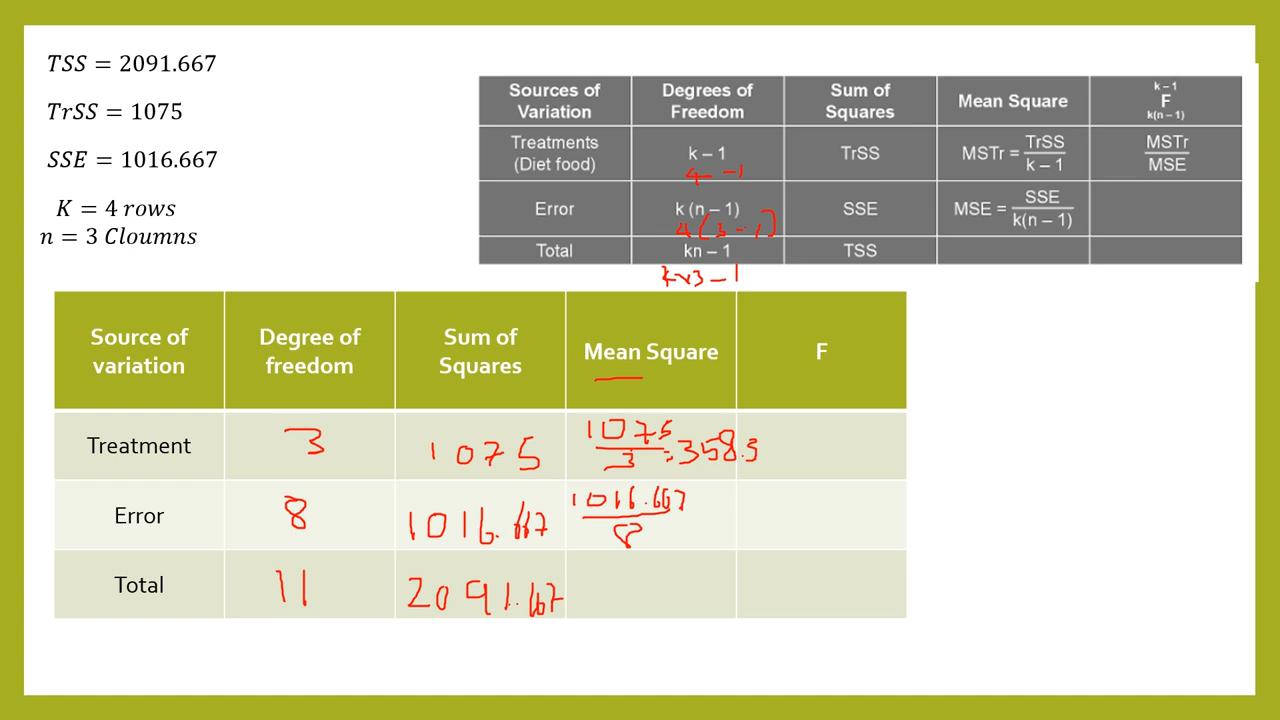 TSS = 2091.667
TrSS = 1075
SSE = 1016.667
K = 4 rows
n = 3 Cloumns
Sources of Variation Degrees of Freedom Sum of Squares Mean Square k – 1 F k(n – 1)
Treatments (Diet food) k – 1 TrSS MSTr = TrSS / k – 1 MSTr / MSE
4 - 1
Error k (n – 1) SSE MSE = SSE / k(n – 1)
4 (3 - 1)
Total kn – 1 TSS
x 3 - 1
Source of variation Degree of freedom Sum of Squares Mean Square F
Treatment 3 1075 1075 / 3 = 358.3
Error 8 1016.667 1016.667 / 8
Total 11 2091.667